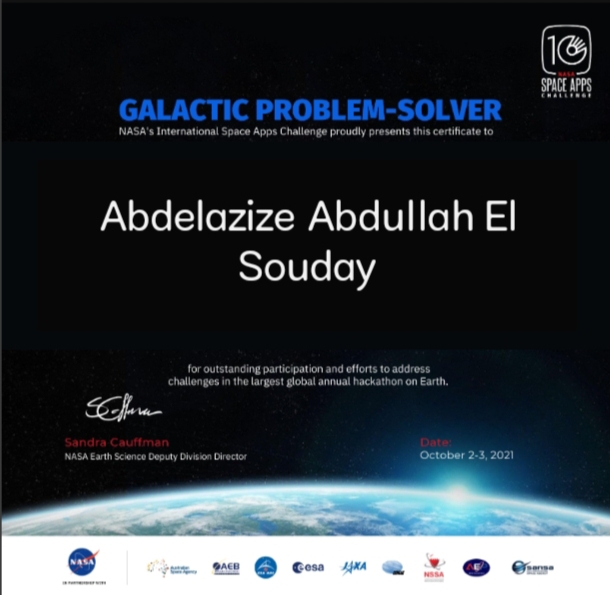 10
NASA
SPACE APPS
CHALLENGE
GALACTIC PROBLEM-SOLVER
NASA's International Space Apps Challenge proudly presents this certificate to
Abdelazize Abdullah El
Souday
for outstanding participation and efforts to address
challenges in the largest global annual hackathon on Earth.
Sandra Cauffman
NASA Earth Science Deputy Division Director
Date:
October 2-3, 2021
NASA
IN PARTNERSHIP WITH
Australian
Space Agency
AEB
esa
JAXA
NSSA
sansa